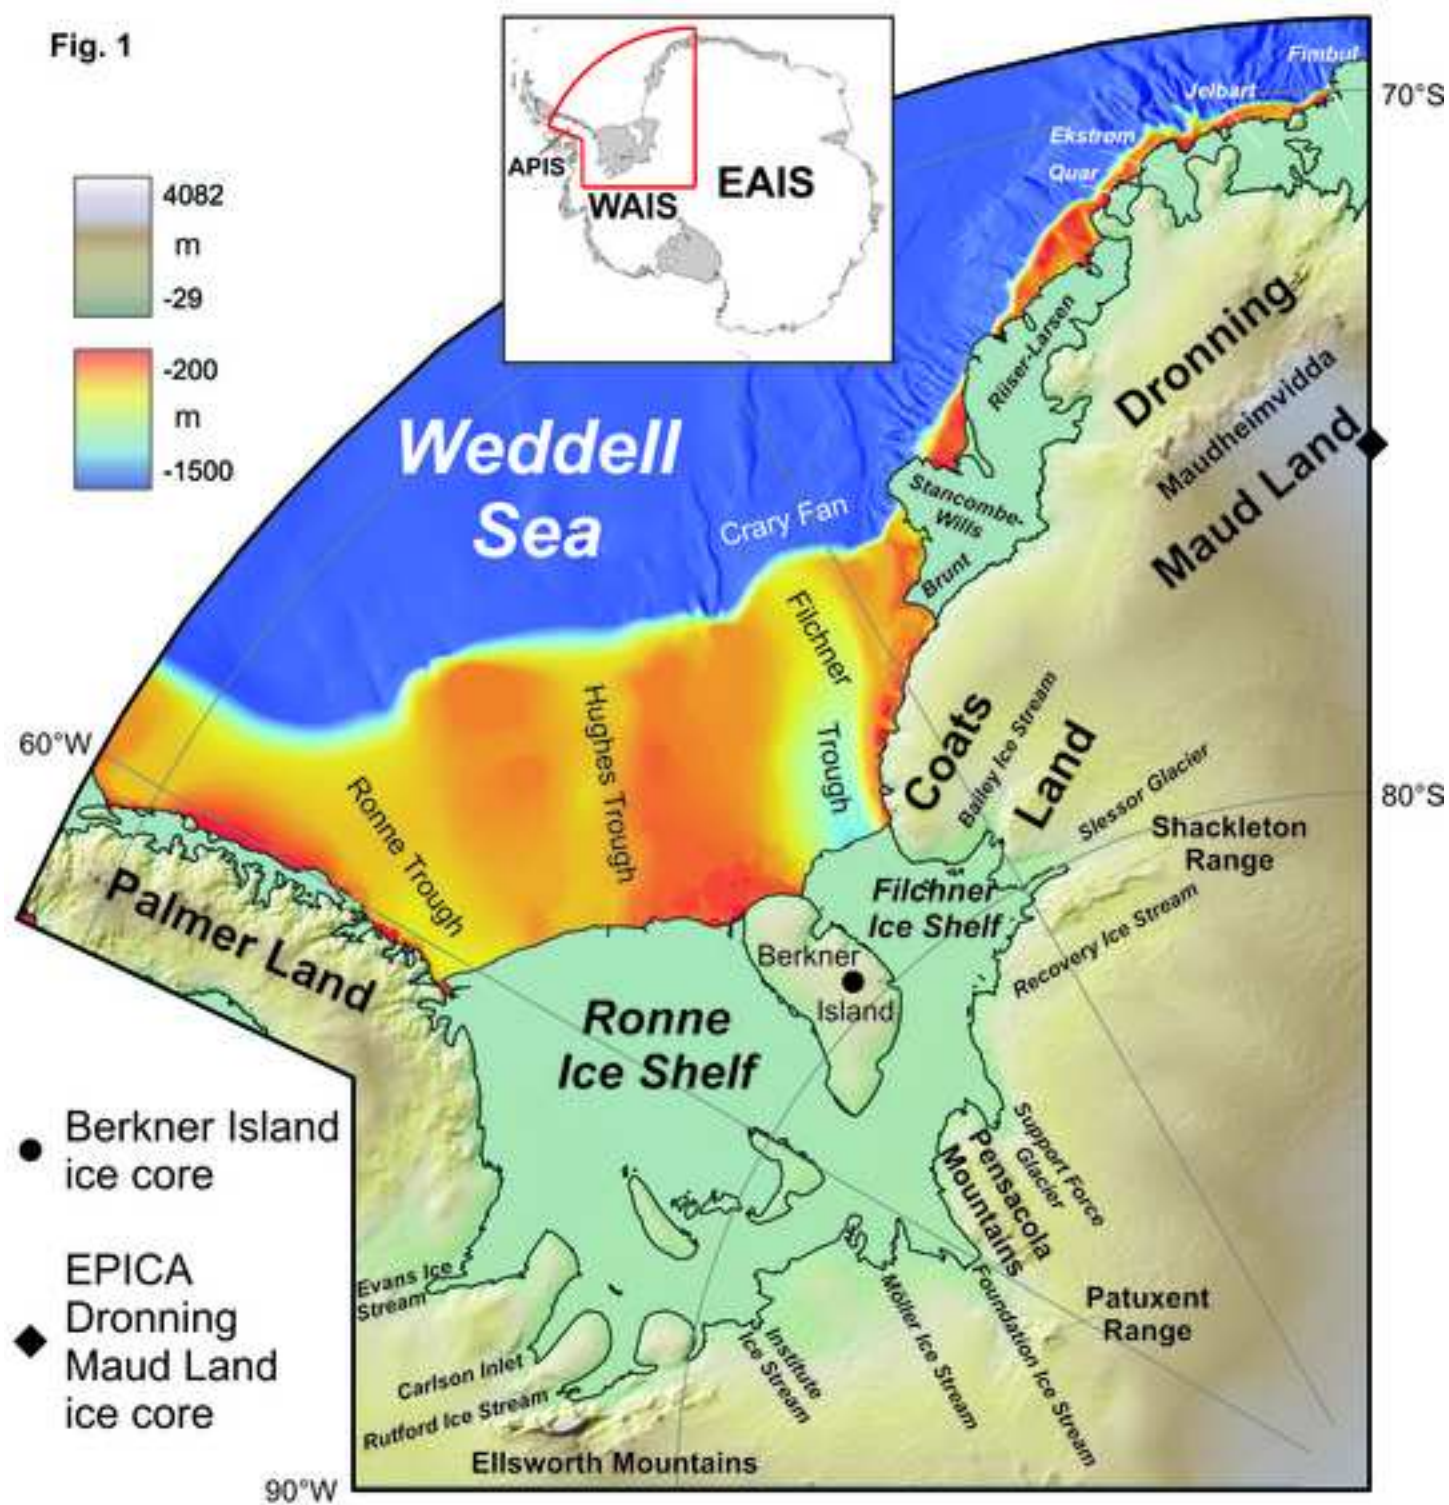 Fig. 1
4082
m
-29
-200
m
-1500
APIS
WAIS
EAIS
Fimbul
Jelbart
70°S
Ekstrøm
Quar
Riiser-Larsen
Dronning
Maudheimvidda
Maud Land
Weddell
Sea
Crary Fan
Stancombe-
Wills
Brunt
Filchner
Trough
Hughes Trough
Ronne Trough
60°W
Coats
Land
Bailey Ice Stream
Slessor Glacier
80°S
Shackleton
Range
Recovery Ice Stream
Palmer Land
Filchner
Ice Shelf
Berkner
Island
Ronne
Ice Shelf
Support Force
Glacier
Pensacola
Mountains
Patuxent
Range
Foundation Ice Stream
Möller Ice Stream
Institute
Ice Stream
Evans Ice
Stream
Carlson Inlet
Rutford Ice Stream
Ellsworth Mountains
90°W
Berkner Island
ice core
EPICA
Dronning
Maud Land
ice core